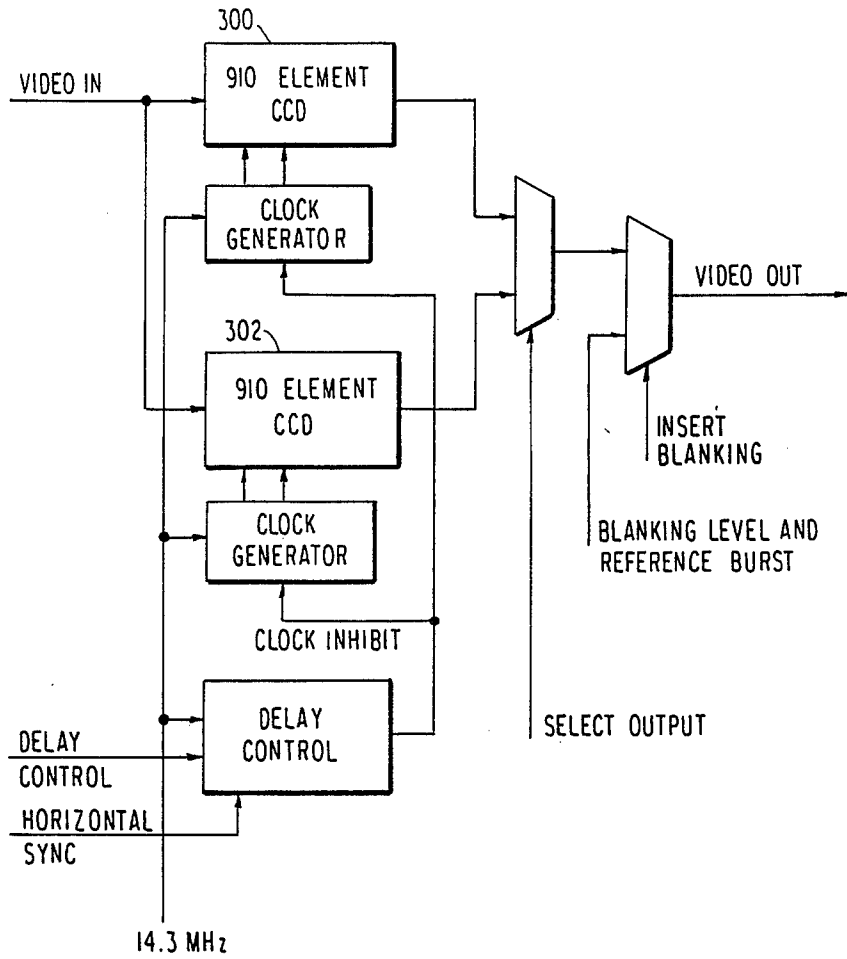 300
VIDEO IN
910 ELEMENT
CCD
CLOCK
GENERATOR
302
910 ELEMENT
CCD
VIDEO OUT
INSERT
BLANKING
CLOCK
GENERATOR
BLANKING LEVEL AND
REFERENCE BURST
CLOCK INHIBIT
DELAY
CONTROL
SELECT OUTPUT
DELAY
CONTROL
HORIZONTAL
SYNC
14.3 MHz